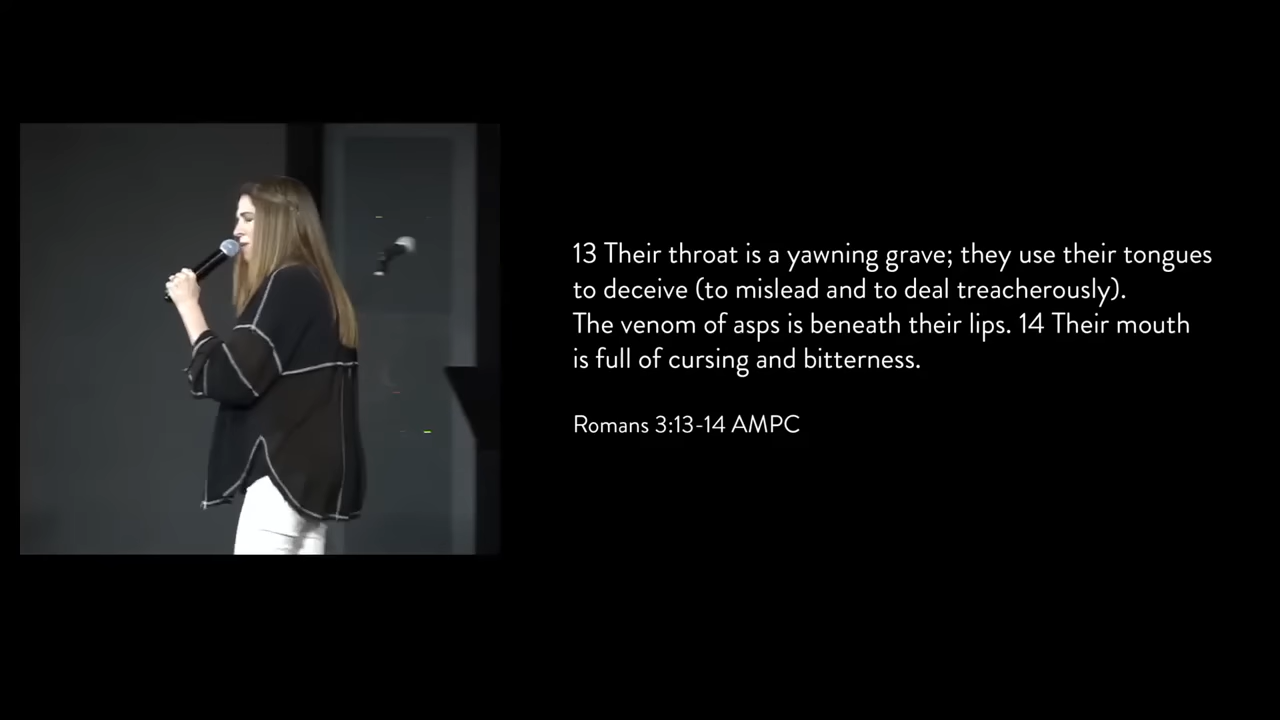 13 Their throat is a yawning grave; they use their tongues
to deceive (to mislead and to deal treacherously).
The venom of asps is beneath their lips. 14 Their mouth
is full of cursing and bitterness.
Romans 3:13-14 AMPC